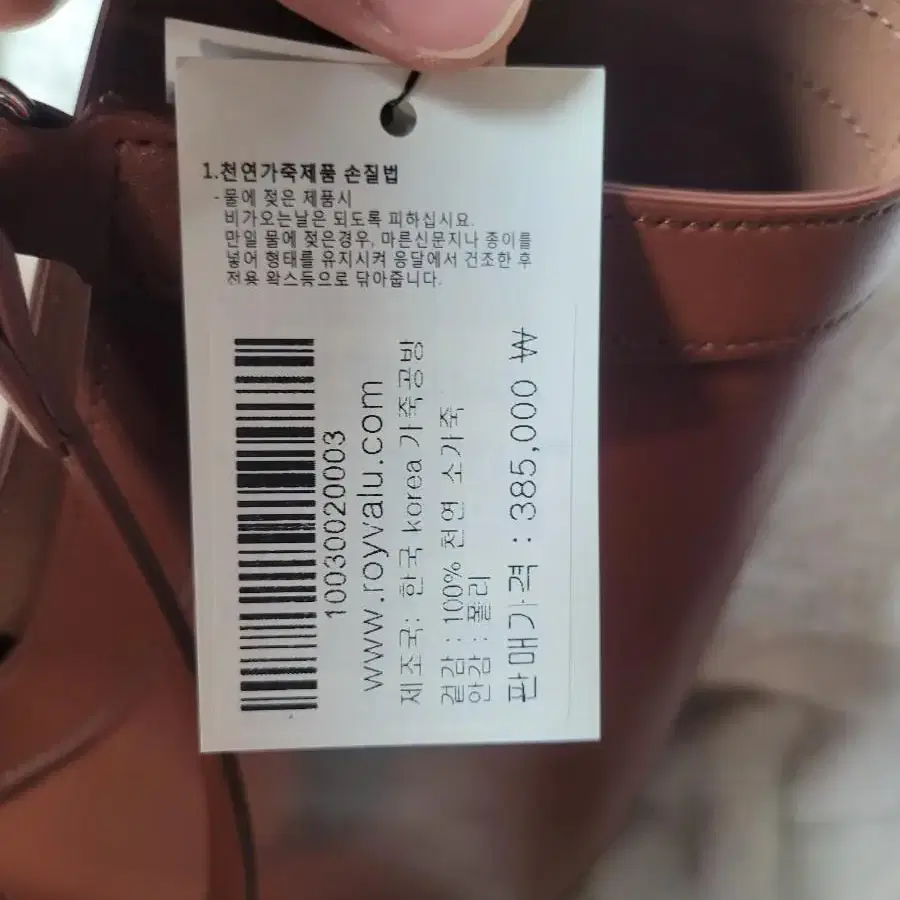 1.천연가죽제품 손질법
-물에 젖은 제품시
비가오는날은 되도록 피하십시요.
만일 물에 젖은경우, 마른신문지나 종이를
넣어 형태를 유지시켜 응달에서 건조한 후
전용 왁스등으로 닦아줍니다.
10030020003
www.royvalu.com
제조국: 한국 korea 가죽공방
겉감 : 100% 천연 소가죽
안감 : 폴리
판매가격 : 385,000 ₩